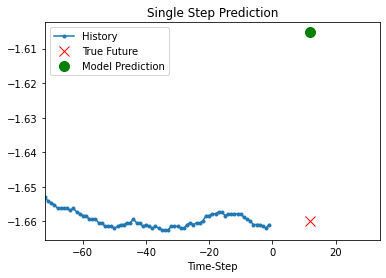 Single Step Prediction
History
True Future
Model Prediction
−1.61
−1.62
−1.63
−1.64
−1.65
−1.66
−60 −40 −20 0 20
Time-Step